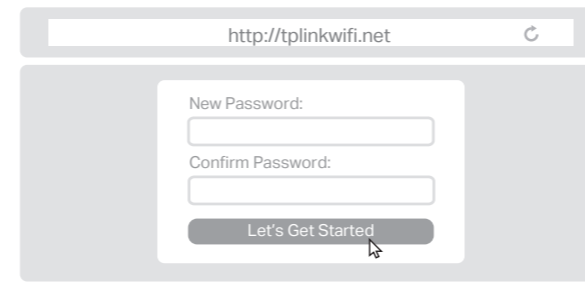 http://tplinkwifi.net
New Password:
Confirm Password:
Let's Get Started